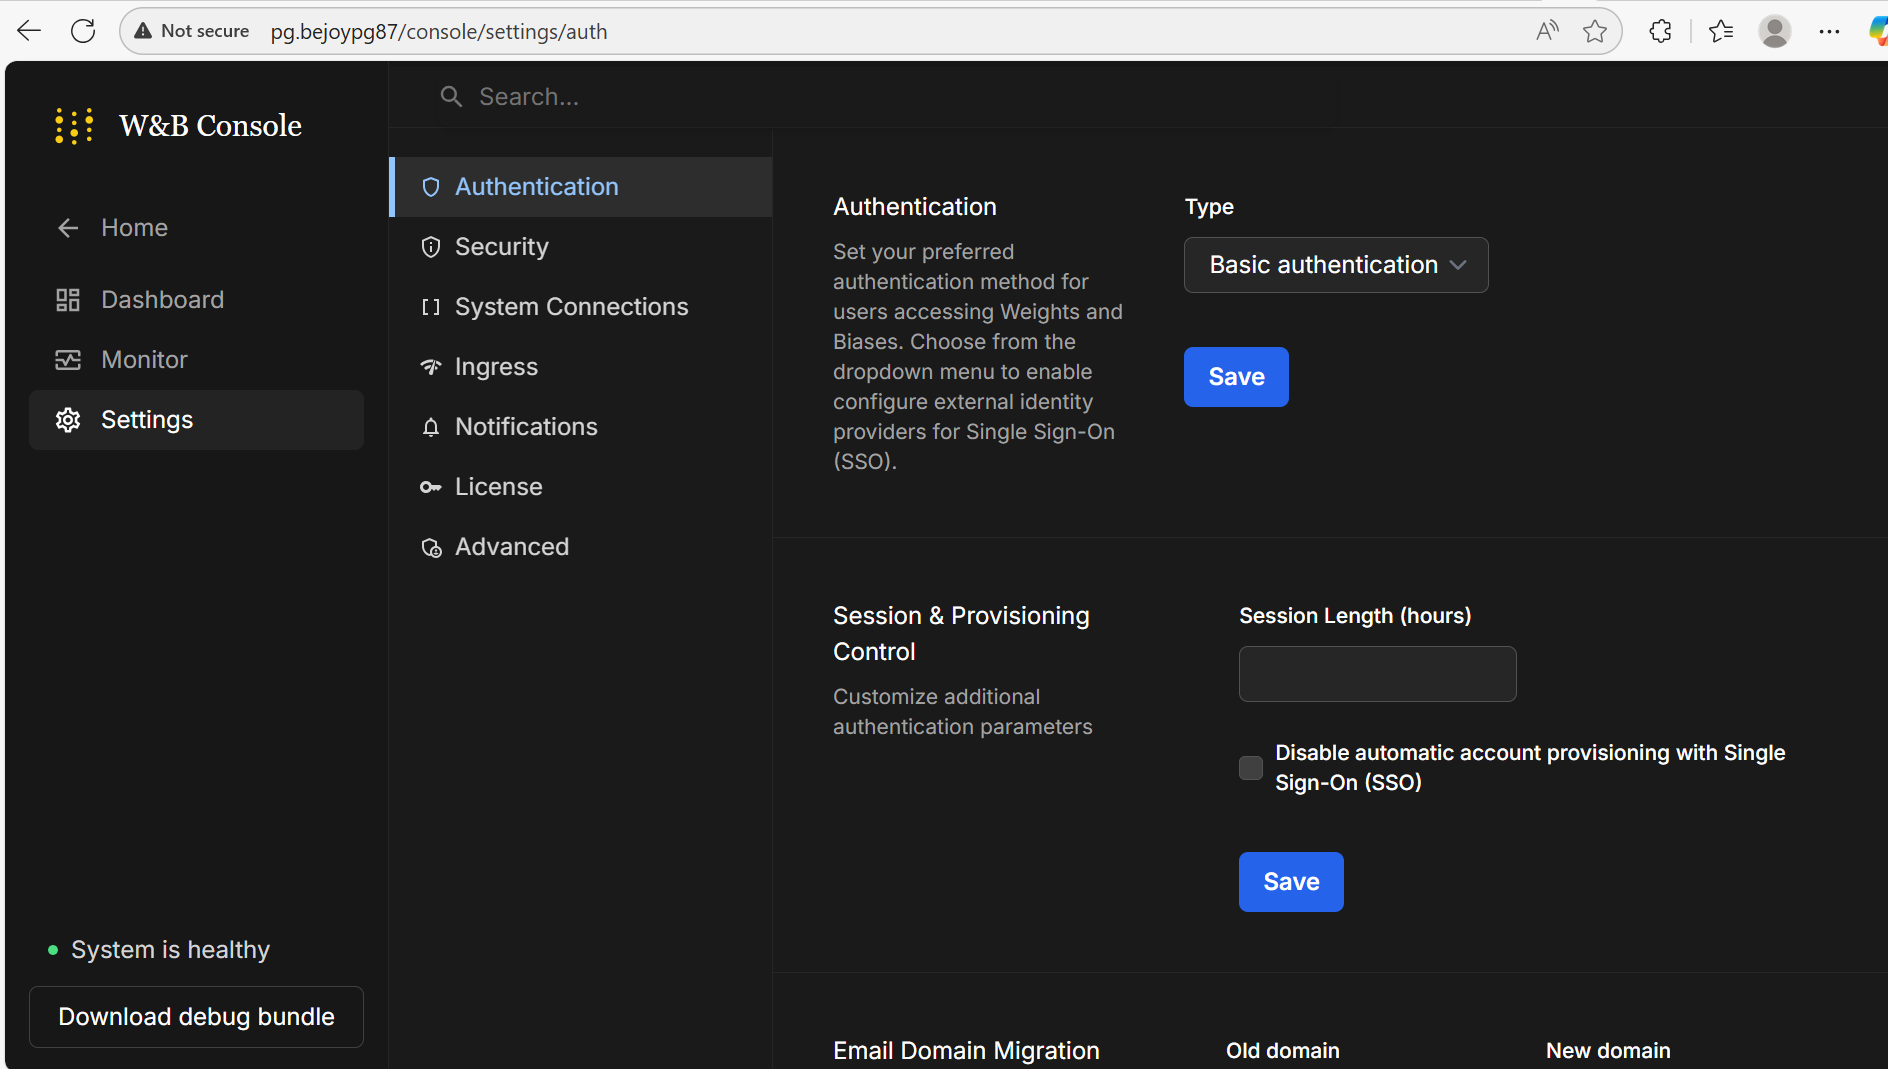 Not secure pg.bejoypg87/console/settings/auth
W&B Console
Home
Dashboard
Monitor
Settings
System is healthy
Download debug bundle
Search...
Authentication
Security
System Connections
Ingress
Notifications
License
Advanced
Authentication
Set your preferred
authentication method for
users accessing Weights and
Biases. Choose from the
dropdown menu to enable
configure external identity
providers for Single Sign-On
(SSO).
Type
Basic authentication
Save
Session & Provisioning
Control
Customize additional
authentication parameters
Session Length (hours)
Disable automatic account provisioning with Single
Sign-On (SSO)
Save
Email Domain Migration
Old domain
New domain